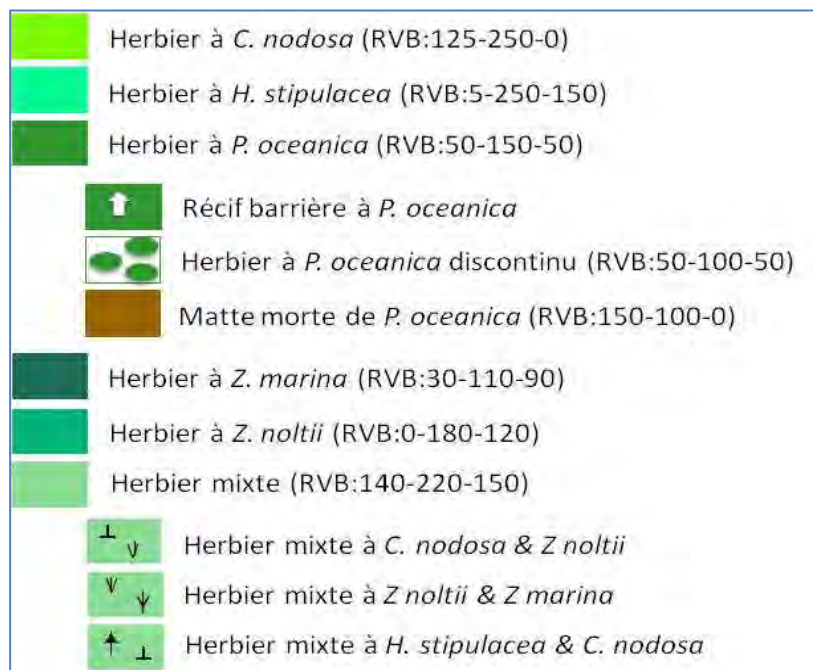 Herbier à C. nodosa (RVB:125-250-0)
Herbier à H. stipulacea (RVB:5-250-150)
Herbier à P. oceanica (RVB:50-150-50)
Récif barrière à P. oceanica
Herbier à P. oceanica discontinu (RVB:50-100-50)
Matte morte de P. oceanica (RVB:150-100-0)
Herbier à Z. marina (RVB:30-110-90)
Herbier à Z. noltii (RVB:0-180-120)
Herbier mixte (RVB:140-220-150)
Herbier mixte à C. nodosa & Z noltii
Herbier mixte à Z noltii & Z marina
Herbier mixte à H. stipulacea & C. nodosa